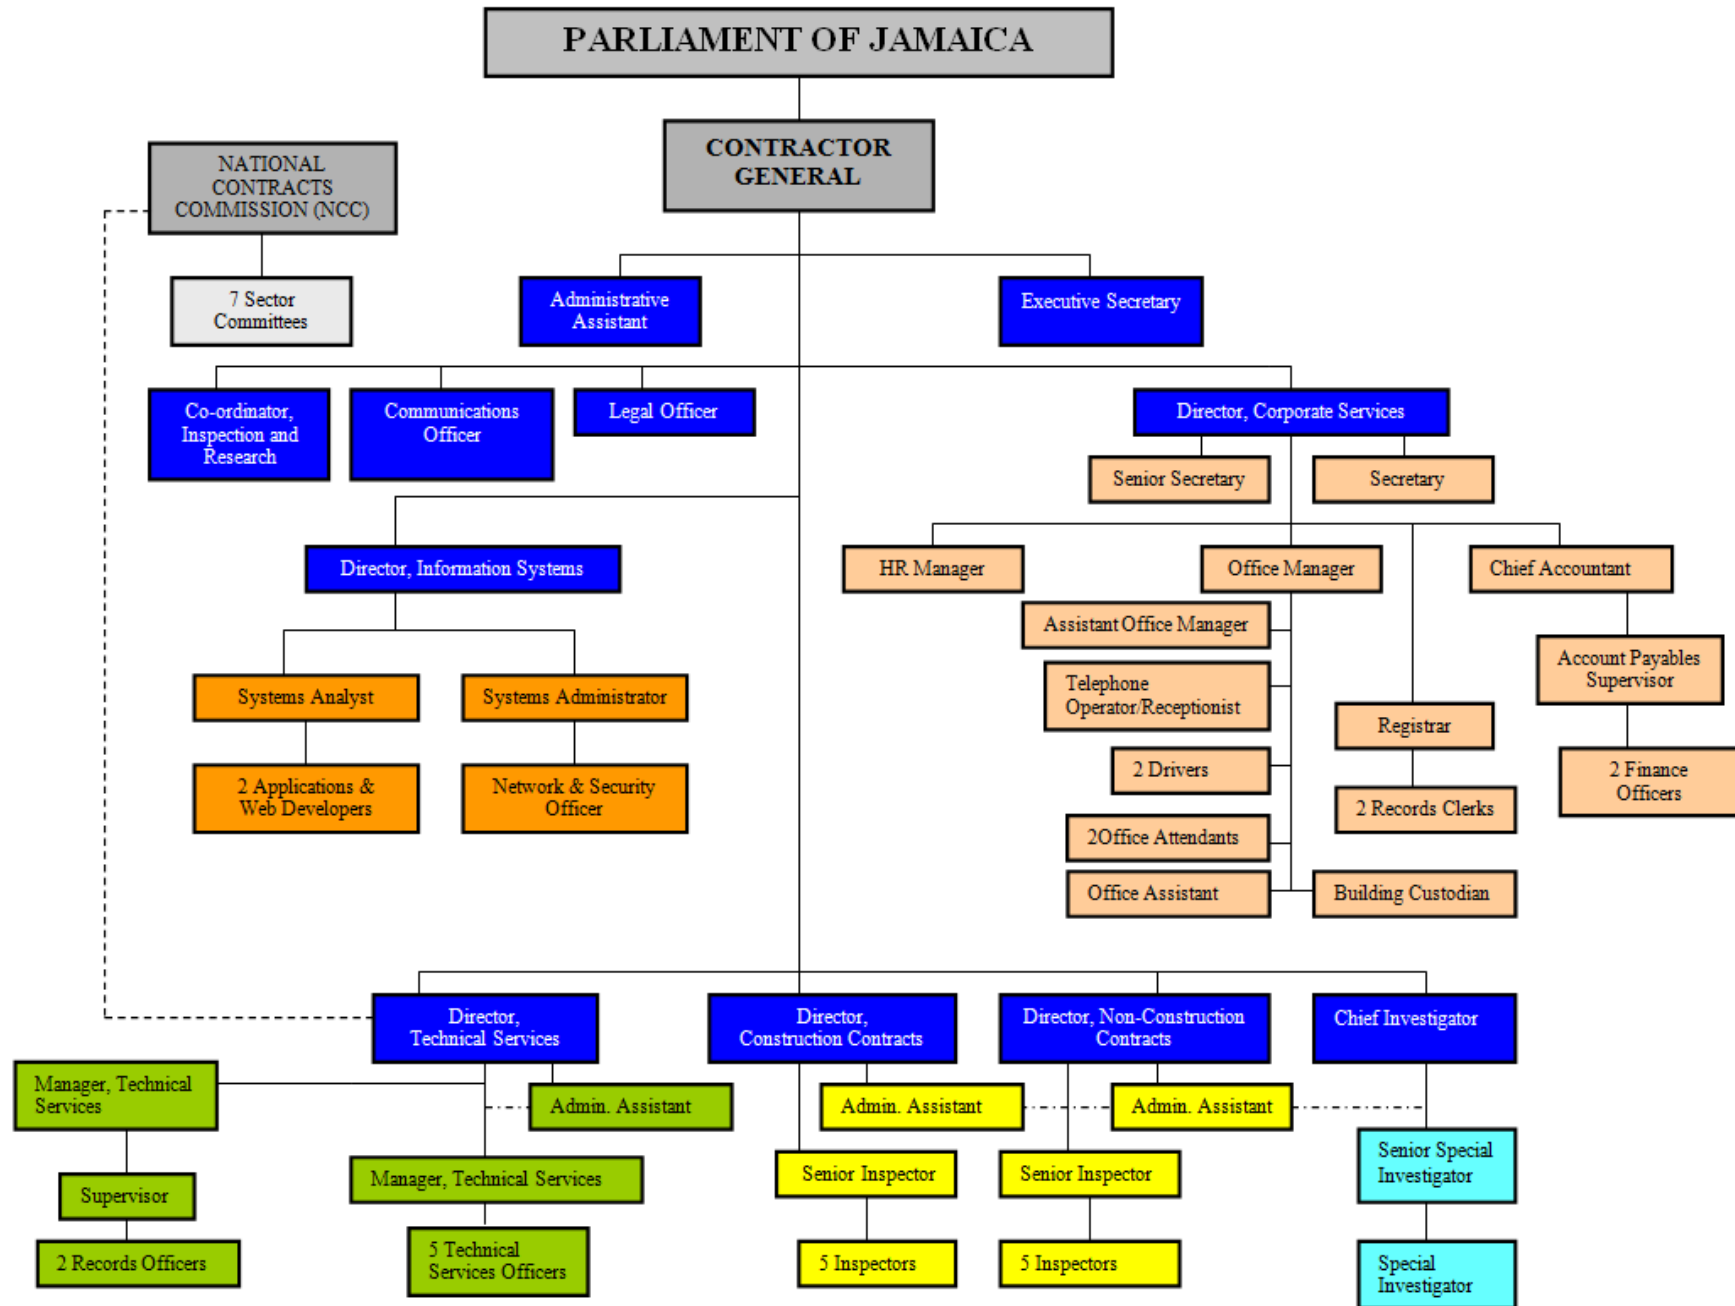 PARLIAMENT OF JAMAICA
CONTRACTOR
GENERAL
NATIONAL
CONTRACTS
COMMISSION (NCC)
7 Sector
Committees
Administrative
Assistant
Executive Secretary
Co-ordinator,
Inspection and
Research
Communications
Officer
Legal Officer
Director, Corporate Services
Senior Secretary
Secretary
Director, Information Systems
HR Manager
Office Manager
Chief Accountant
Assistant Office Manager
Telephone
Operator/Receptionist
2 Drivers
2Office Attendants
Office Assistant
Building Custodian
Registrar
2 Records Clerks
Account Payables
Supervisor
2 Finance
Officers
Systems Analyst
Systems Administrator
2 Applications &
Web Developers
Network & Security
Officer
Director,
Technical Services
Director,
Construction Contracts
Director, Non-Construction
Contracts
Chief Investigator
Manager, Technical
Services
Admin. Assistant
Admin. Assistant
Admin. Assistant
Supervisor
Manager, Technical Services
Senior Inspector
Senior Inspector
Senior Special
Investigator
2 Records Officers
5 Technical
Services Officers
5 Inspectors
5 Inspectors
Special
Investigator